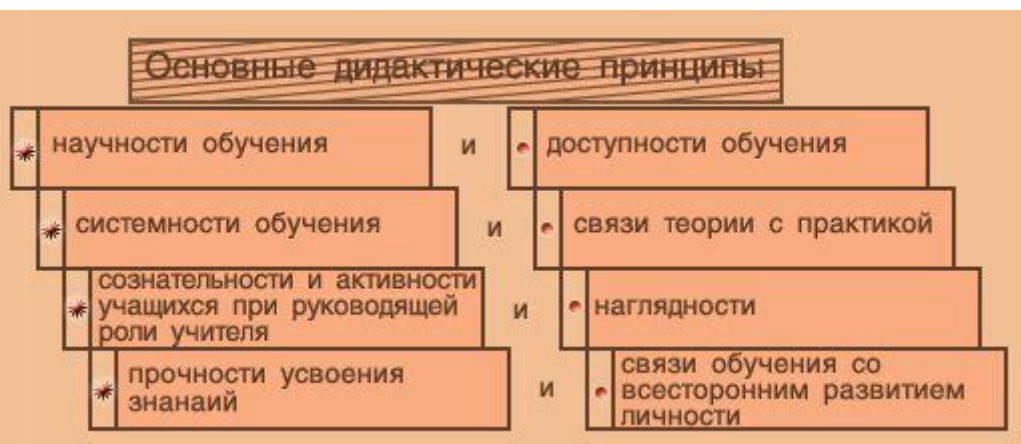 Основные дидактические принципы
научности обучения и доступности обучения
системности обучения и связи теории с практикой
сознательности и активности
учащихся при руководящей
роли учителя
и
наглядности
прочности усвоения
знанаий
и
связи обучения со
всесторонним развитием
личности